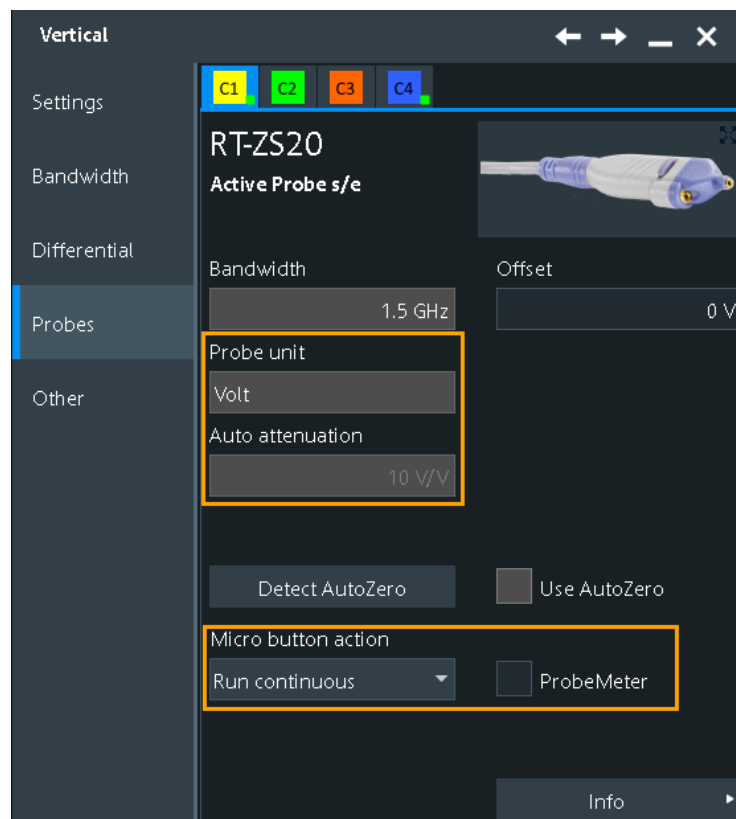 Vertical
Settings
Bandwidth
Differential
Probes
Other
C1 C2 C3 C4
RT-ZS20
Active Probe s/e
Bandwidth
1.5 GHz
Offset
0 V
Probe unit
Volt
Auto attenuation
10 V/V
Detect AutoZero
Use AutoZero
Micro button action
Run continuous
ProbeMeter
Info